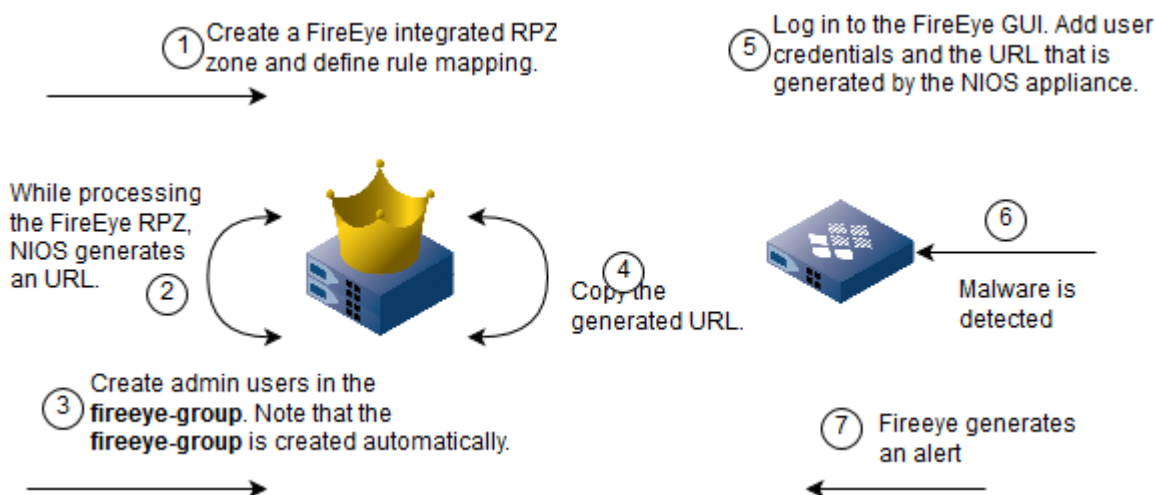 1
Create a FireEye integrated RPZ
zone and define rule mapping.
While processing
the FireEye RPZ,
NIOS generates
an URL.
2
3
Create admin users in the
fireeye-group. Note that the
fireeye-group is created automatically.
4
Copy the
generated URL.
5
Log in to the FireEye GUI. Add user
credentials and the URL that is
generated by the NIOS appliance.
6
Malware is
detected
7
Fireeye generates
an alert